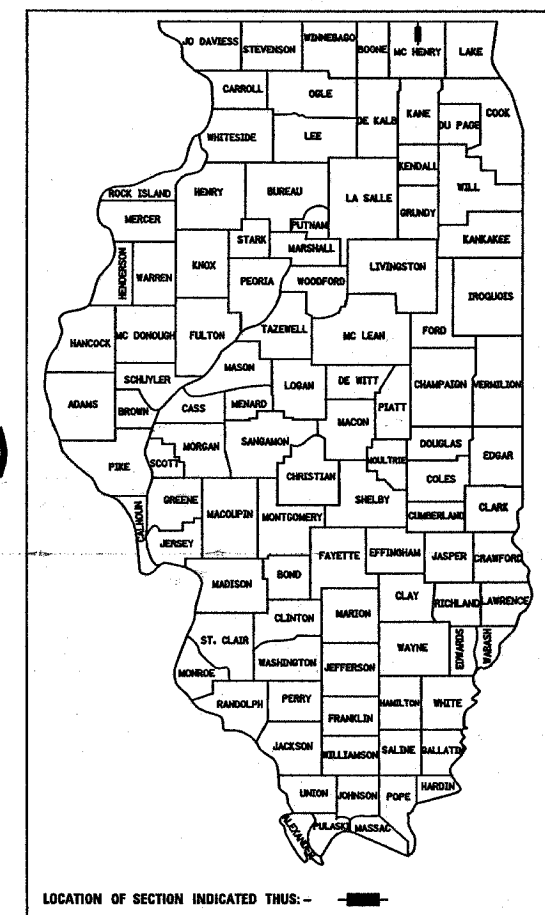 JO DAVIESS
STEVENSON
WINNEBAGO
BOONE
MC HENRY
LAKE
CARROLL
OGLE
DE KALB
KANE
COOK
DU PAGE
WHITESIDE
LEE
KENDALL
WILL
ROCK ISLAND
HENRY
BUREAU
LA SALLE
GRUNDY
MERCER
PUTNAM
STARK
MARSHALL
KANKAKEE
HENDERSON
WARREN
KNOX
PEORIA
WOODFORD
LIVINGSTON
IROQUOIS
HANCOCK
MC DONOUGH
FULTON
TAZEWELL
MC LEAN
FORD
MASON
SCHUYLER
LOGAN
DE WITT
CHAMPAIGN
VERMILION
ADAMS
BROWN
CASS
MENARD
PIATT
MACON
MORGAN
SANGAMON
DOUGLAS
EDGAR
PIKE
SCOTT
CHRISTIAN
MOULTRIE
COLES
GREENE
MACOUPIN
MONTGOMERY
SHELBY
CUMBERLAND
CLARK
CALHOUN
JERSEY
FAYETTE
EFFINGHAM
JASPER
CRAWFORD
MADISON
BOND
CLAY
RICHLAND
LAWRENCE
CLINTON
MARION
ST. CLAIR
WAYNE
EDWARDS
WABASH
WASHINGTON
JEFFERSON
MONROE
RANDOLPH
PERRY
HAMILTON
WHITE
FRANKLIN
JACKSON
WILLIAMSON
SALINE
GALLATIN
UNION
JOHNSON
POPE
HARDIN
ALEXANDER
PULASKI
MASSAC
LOCATION OF SECTION INDICATED THUS:-